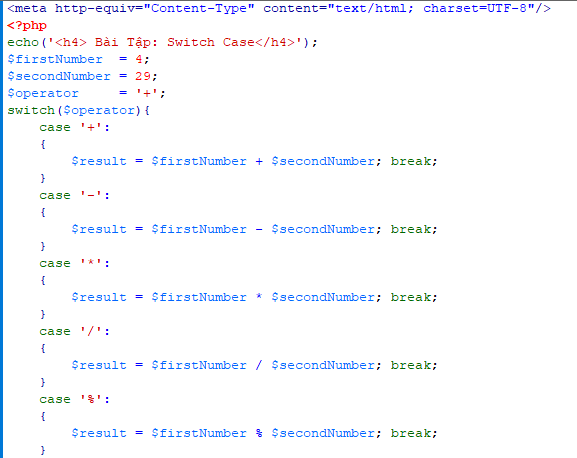 <meta http-equiv="Content-Type" content="text/html; charset=UTF-8"/>
<?php
echo('<h4> Bài Tập: Switch Case</h4>');
$firstNumber  = 4;
$secondNumber = 29;
$operator     = '+';
switch($operator){
    case '+':
    {
        $result = $firstNumber + $secondNumber; break;
    }
    case '-':
    {
        $result = $firstNumber - $secondNumber; break;
    }
    case '*':
    {
        $result = $firstNumber * $secondNumber; break;
    }
    case '/':
    {
        $result = $firstNumber / $secondNumber; break;
    }
    case '%':
    {
        $result = $firstNumber % $secondNumber; break;
    }